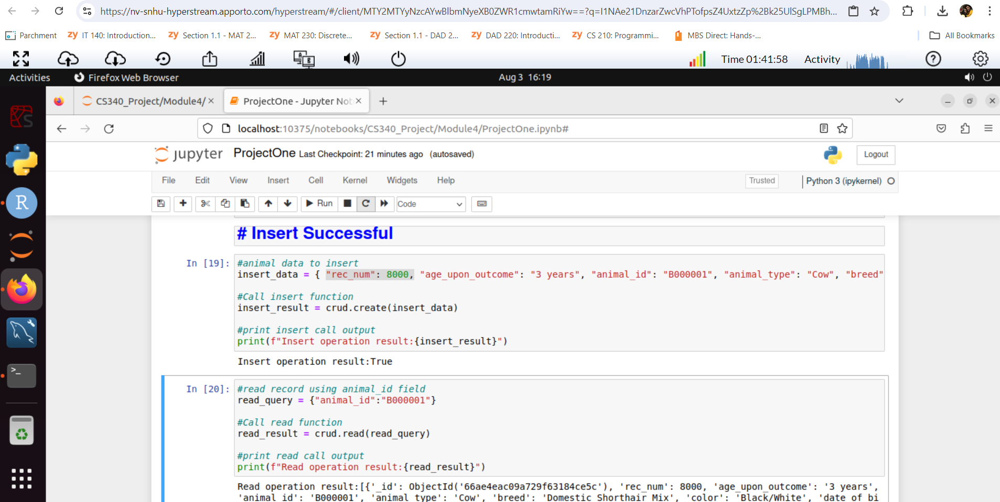 https://nv-snhu-hyperstream.apporto.com/hyperstream/#/client/MTY2MTYyNzcAYwBlbmNyeXB0ZWR1cmwtamRiYw==?q=I1NAe21DnzarZwcVhPTofpsZ4UxtzZp%2Bk25UlSgLPMBh...
Parchment
zy IT 140: Introduction...
zy Section 1.1 - MAT 2...
zy MAT 230: Discrete...
zy Section 1.1 - DAD 2...
zy DAD 220: Introducti...
zy CS 210: Programmi...
MBS Direct: Hands-...
All Bookmarks
A B
Time 01:41:58
Activity
Activities
Firefox Web Browser
Aug 3 16:19
CS340_Project/Module4/
ProjectOne - Jupyter Not
localhost:10375/notebooks/CS340_Project/Module4/ProjectOne.ipynb#
jupyter ProjectOne Last Checkpoint: 21 minutes ago (autosaved)
Logout
File Edit View Insert Cell Kernel Widgets Help
Trusted
Python 3 (ipykernel)
Run
Code
# Insert Successful
In [19]: #animal data to insert
insert_data = { "rec_num": 8000, "age_upon_outcome": "3 years", "animal_id": "B000001", "animal_type": "Cow", "breed"
#Call insert function
insert_result = crud.create(insert_data)
#print insert call output
print(f"Insert operation result:{insert_result}")
Insert operation result:True
In [20]: #read record using animal_id field
read_query = {"animal_id":"B000001"}
#Call read function
read_result = crud.read(read_query)
#print read call output
print(f"Read operation result:{read_result}")
Read operation result:[{'_id': ObjectId('66ae4eac09a729f63184ce5c'), 'rec_num': 8000, 'age_upon_outcome': '3 years',
'animal_id': 'B000001', 'animal_type': 'Cow', 'breed': 'Domestic Shorthair Mix', 'color': 'Black/White', 'date_of_bi
R
>_